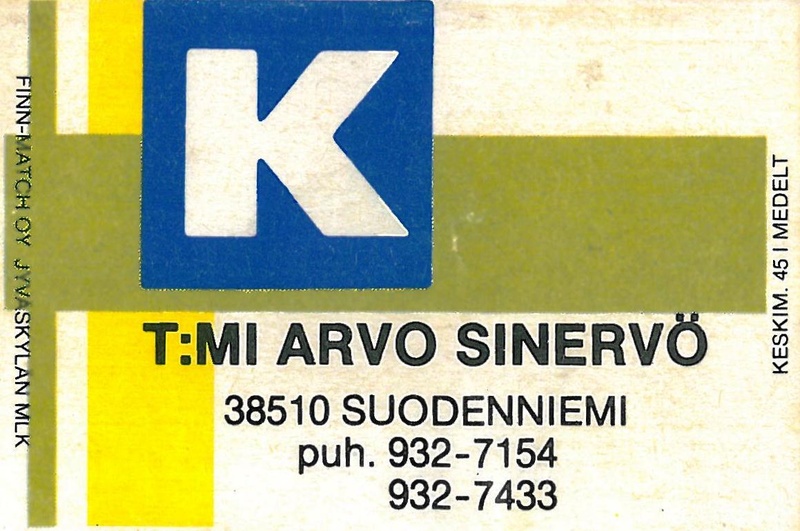 K
T:MI ARVO SINERVÖ
38510 SUODENNIEMI
puh. 932-7154
932-7433
FINN-MATCH OY JYVÄSKYLÄN MLK
KESKIM. 45 I MEDELT